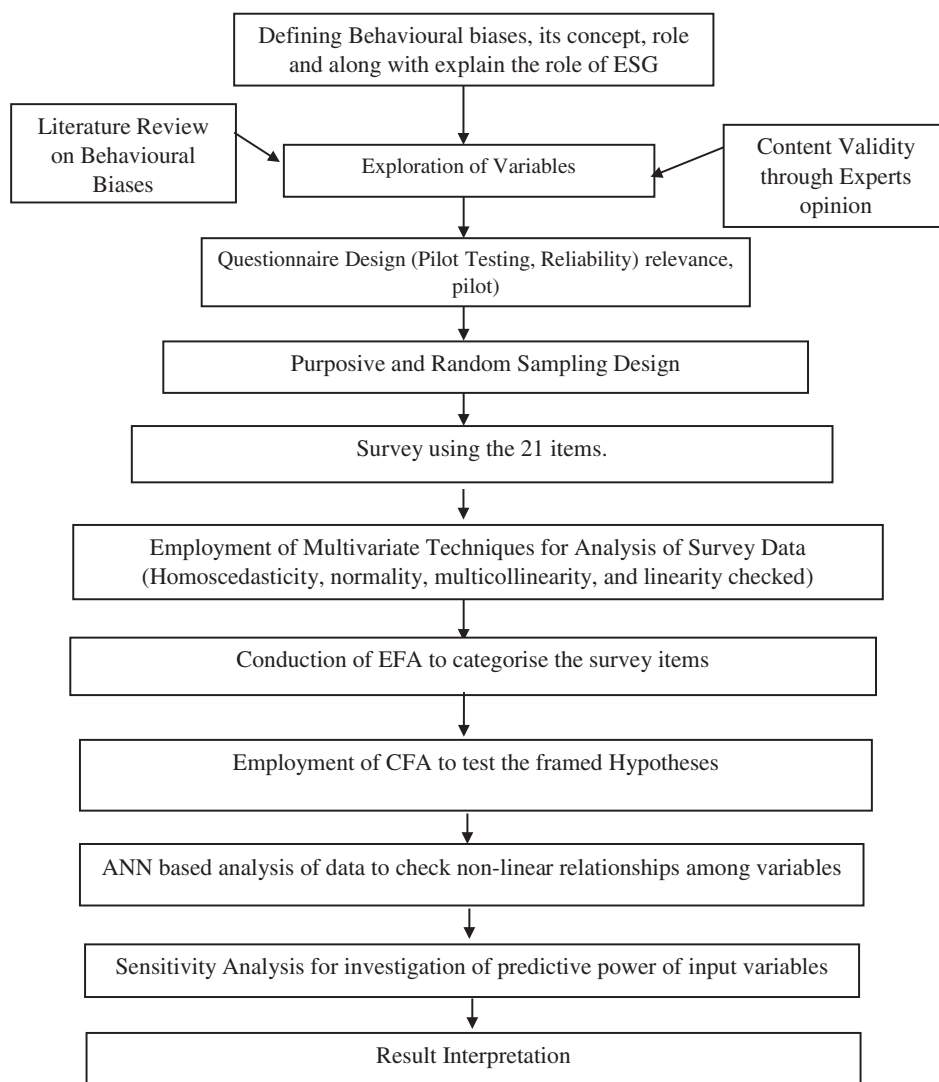 Defining Behavioural biases, its concept, role
and along with explain the role of ESG
Literature Review
on Behavioural
Biases
Exploration of Variables
Content Validity
through Experts
opinion
Questionnaire Design (Pilot Testing, Reliability) relevance,
pilot)
Purposive and Random Sampling Design
Survey using the 21 items.
Employment of Multivariate Techniques for Analysis of Survey Data
(Homoscedasticity, normality, multicollinearity, and linearity checked)
Conduction of EFA to categorise the survey items
Employment of CFA to test the framed Hypotheses
ANN based analysis of data to check non-linear relationships among variables
Sensitivity Analysis for investigation of predictive power of input variables
Result Interpretation